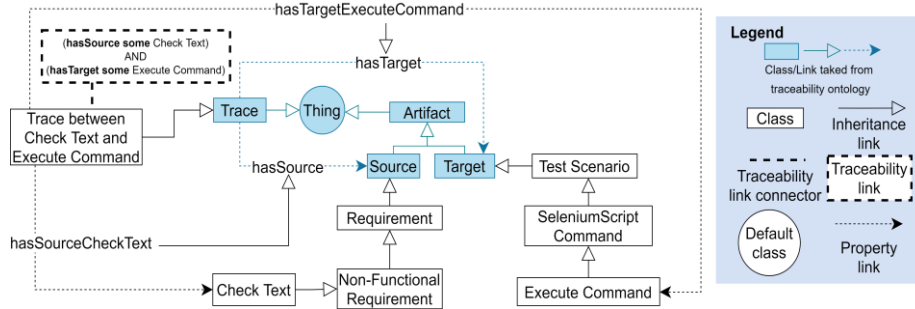 hasTargetExecuteCommand
(hasSource some Check Text)
AND
(hasTarget some Execute Command)
hasTarget
Trace between
Check Text and
Execute Command
Trace
Thing
Artifact
hasSource
Source
Target
Test Scenario
Requirement
SeleniumScript
Command
hasSourceCheckText
Check Text
Non-Functional
Requirement
Execute Command
Legend
Class/Link taked from
traceability ontology
Class
Inheritance
link
Traceability
link connector
Traceability
link
Default
class
Property
link